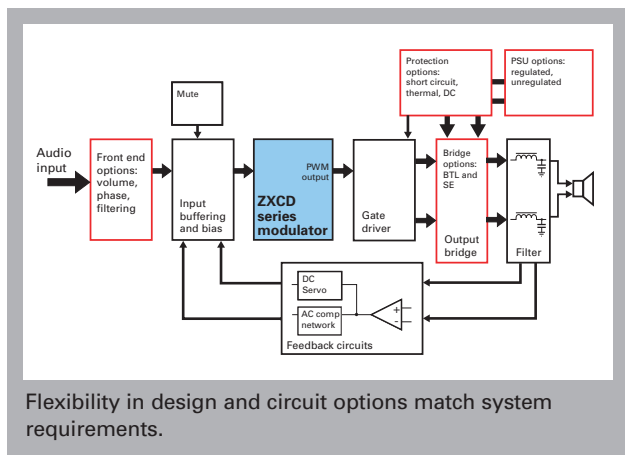 Protection
options:
short circuit,
thermal, DC
PSU options:
regulated,
unregulated
Mute
Audio
input
Front end
options:
volume,
phase,
filtering
Input
buffering
and bias
PWM
output
ZXCD
series
modulator
Gate
driver
Bridge
options:
BTL and
SE
Output
bridge
Filter
DC
Servo
AC comp
network
+
-
Feedback circuits
Flexibility in design and circuit options match system
requirements.